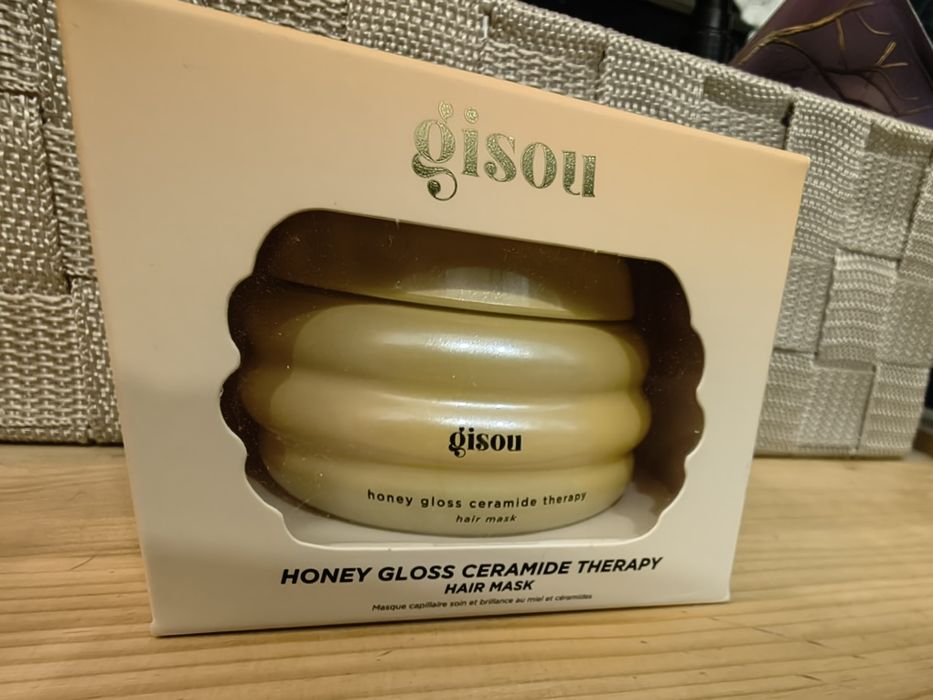 gisou
gisou
honey gloss ceramide therapy
hair mask
HONEY GLOSS CERAMIDE THERAPY
HAIR MASK
Masque capillaire soin et brillance au miel et céramides